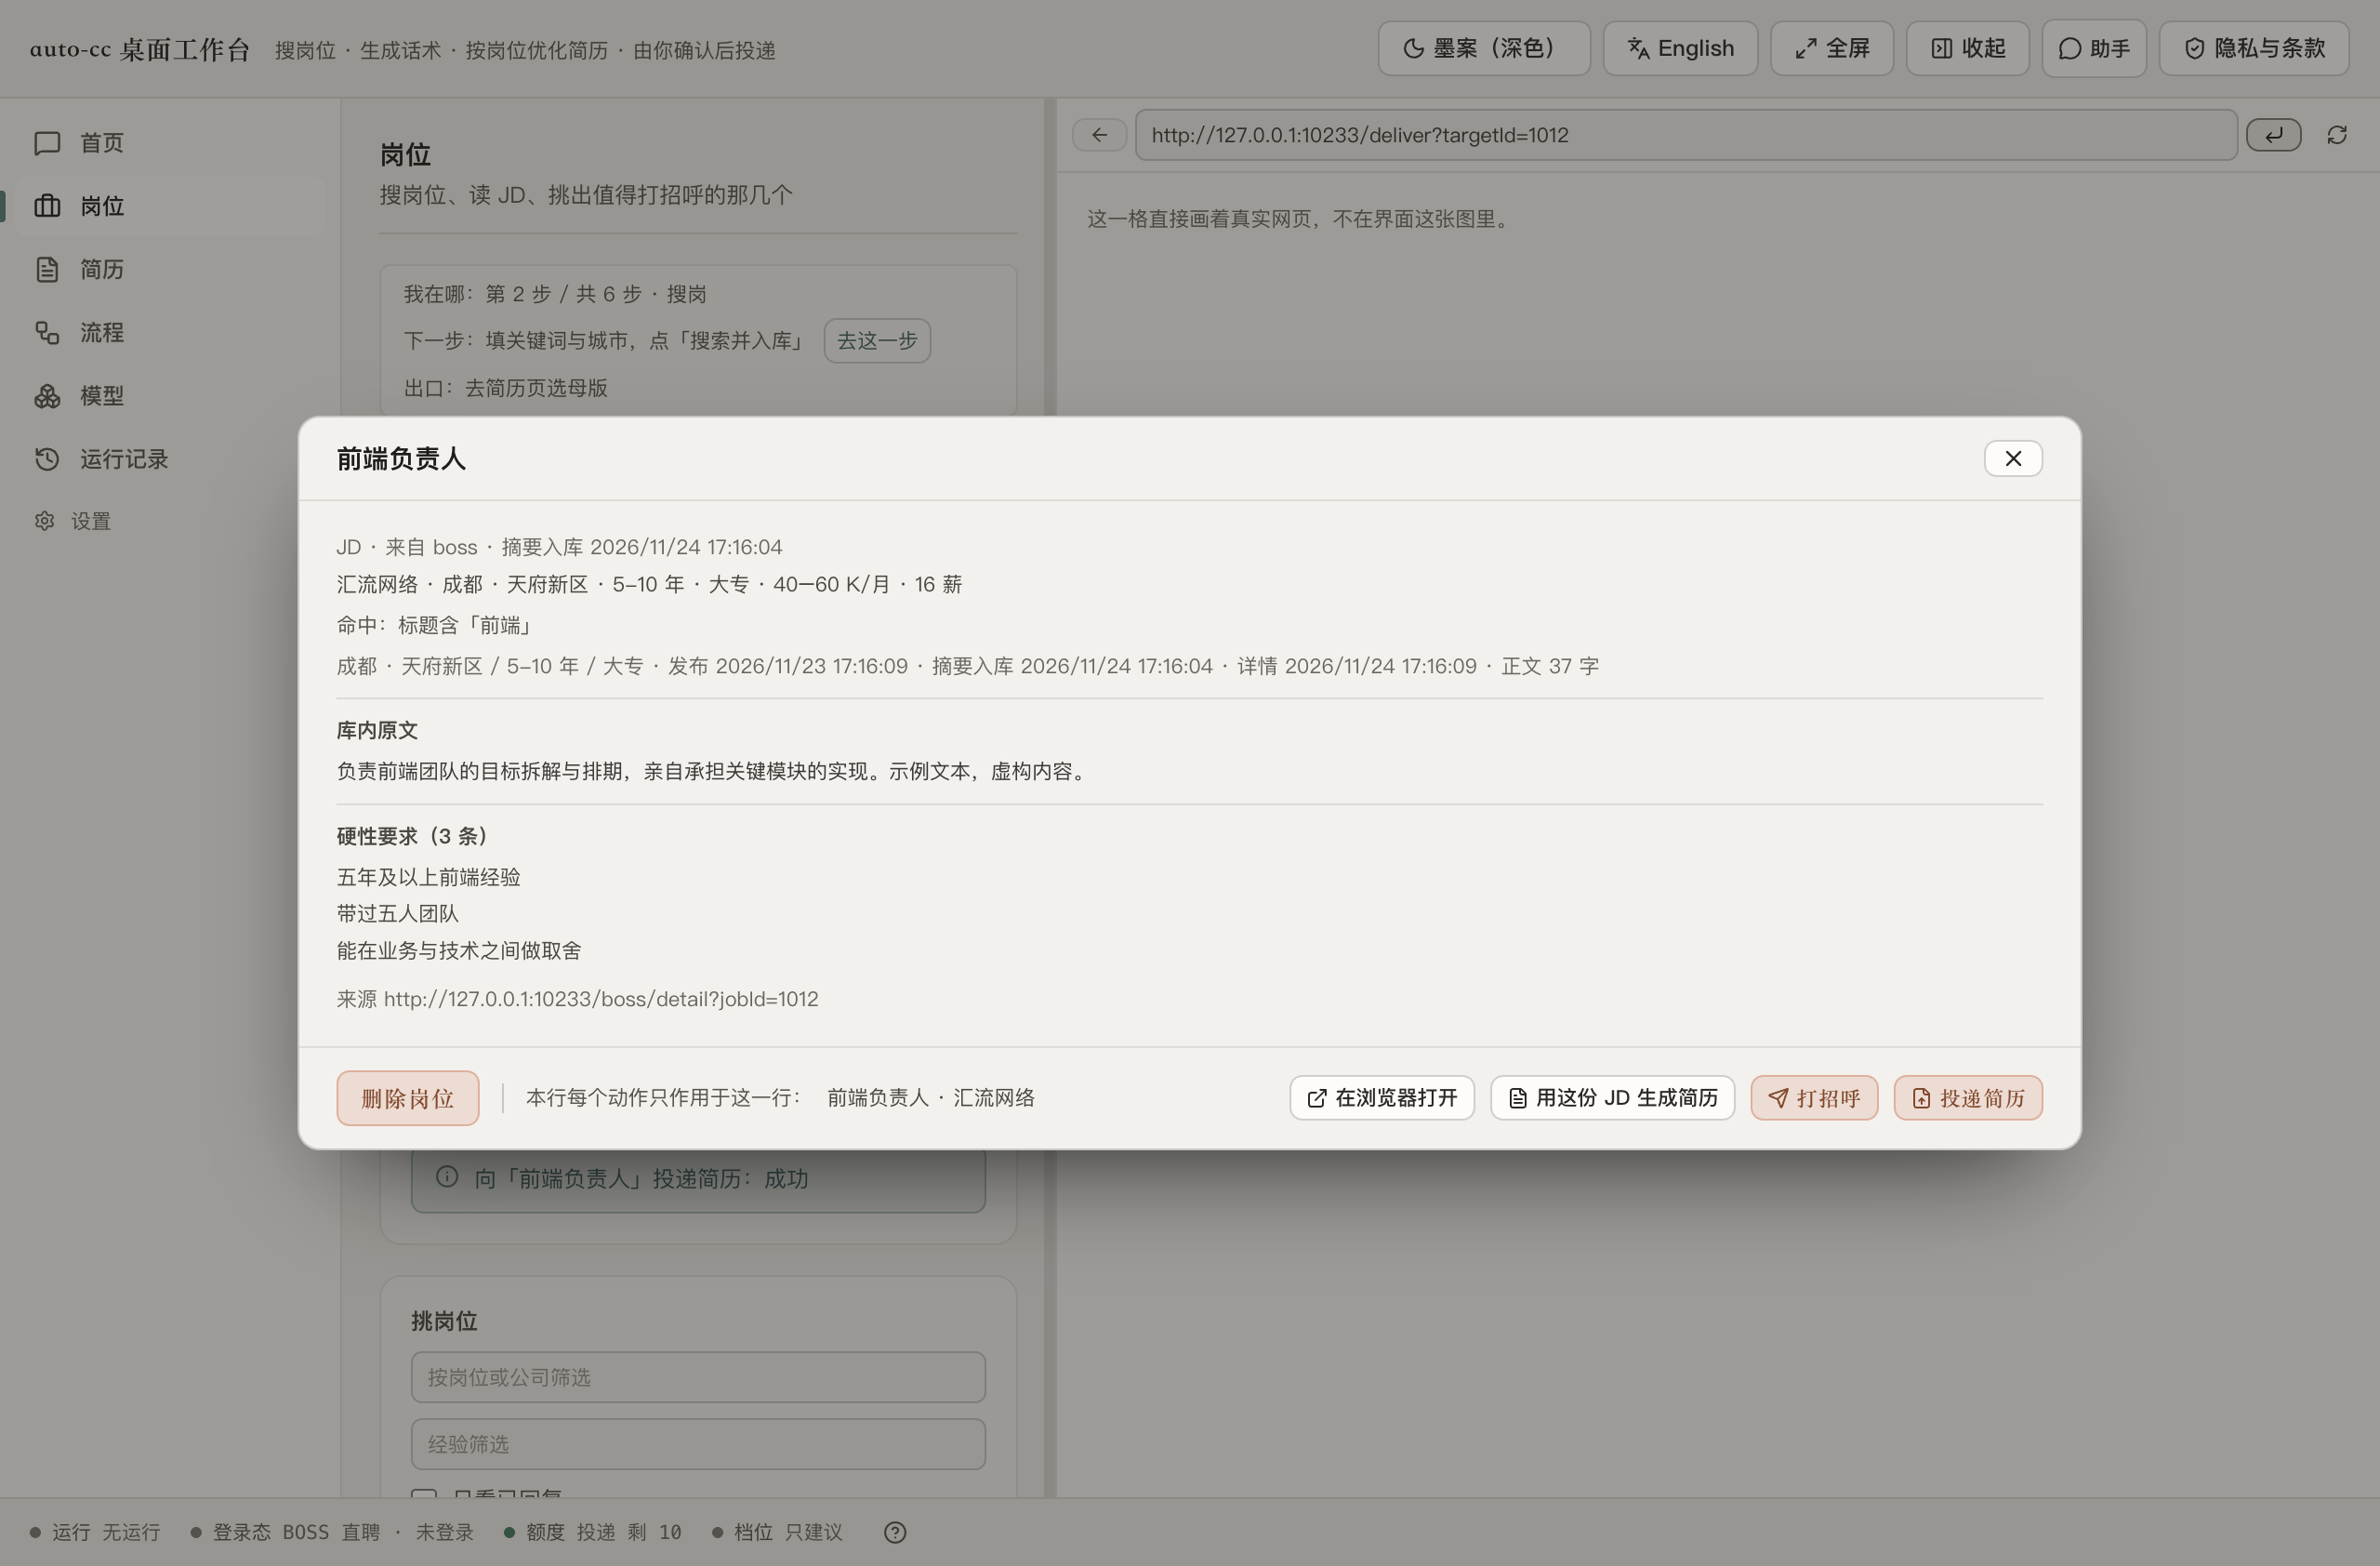 auto-cc 桌面工作台 搜岗位 · 生成话术 · 按岗位优化简历 · 由你确认后投递
墨案（深色） English 全屏 收起 助手 隐私与条款
首页
岗位
简历
流程
模型
运行记录
设置
岗位
搜岗位、读 JD、挑出值得打招呼的那几个
我在哪：第 2 步 / 共 6 步 · 搜岗
下一步：填关键词与城市，点「搜索并入库」 去这一步
出口：去简历页选母版
http://127.0.0.1:10233/deliver?targetId=1012
这一格直接画着真实网页，不在界面这张图里。
前端负责人
JD · 来自 boss · 摘要入库 2026/11/24 17:16:04
汇流网络 · 成都 · 天府新区 · 5–10 年 · 大专 · 40—60 K/月 · 16 薪
命中：标题含「前端」
成都 · 天府新区 / 5–10 年 / 大专 · 发布 2026/11/23 17:16:09 · 摘要入库 2026/11/24 17:16:04 · 详情 2026/11/24 17:16:09 · 正文 37 字
库内原文
负责前端团队的目标拆解与排期，亲自承担关键模块的实现。示例文本，虚构内容。
硬性要求（3 条）
五年及以上前端经验
带过五人团队
能在业务与技术之间做取舍
来源 http://127.0.0.1:10233/boss/detail?jobId=1012
删除岗位 本行每个动作只作用于这一行： 前端负责人 · 汇流网络 在浏览器打开 用这份 JD 生成简历 打招呼 投递简历
向「前端负责人」投递简历：成功
挑岗位
按岗位或公司筛选
经验筛选
只看已回复
运行 无运行 登录态 BOSS 直聘 · 未登录 额度 投递 剩 10 档位 只建议